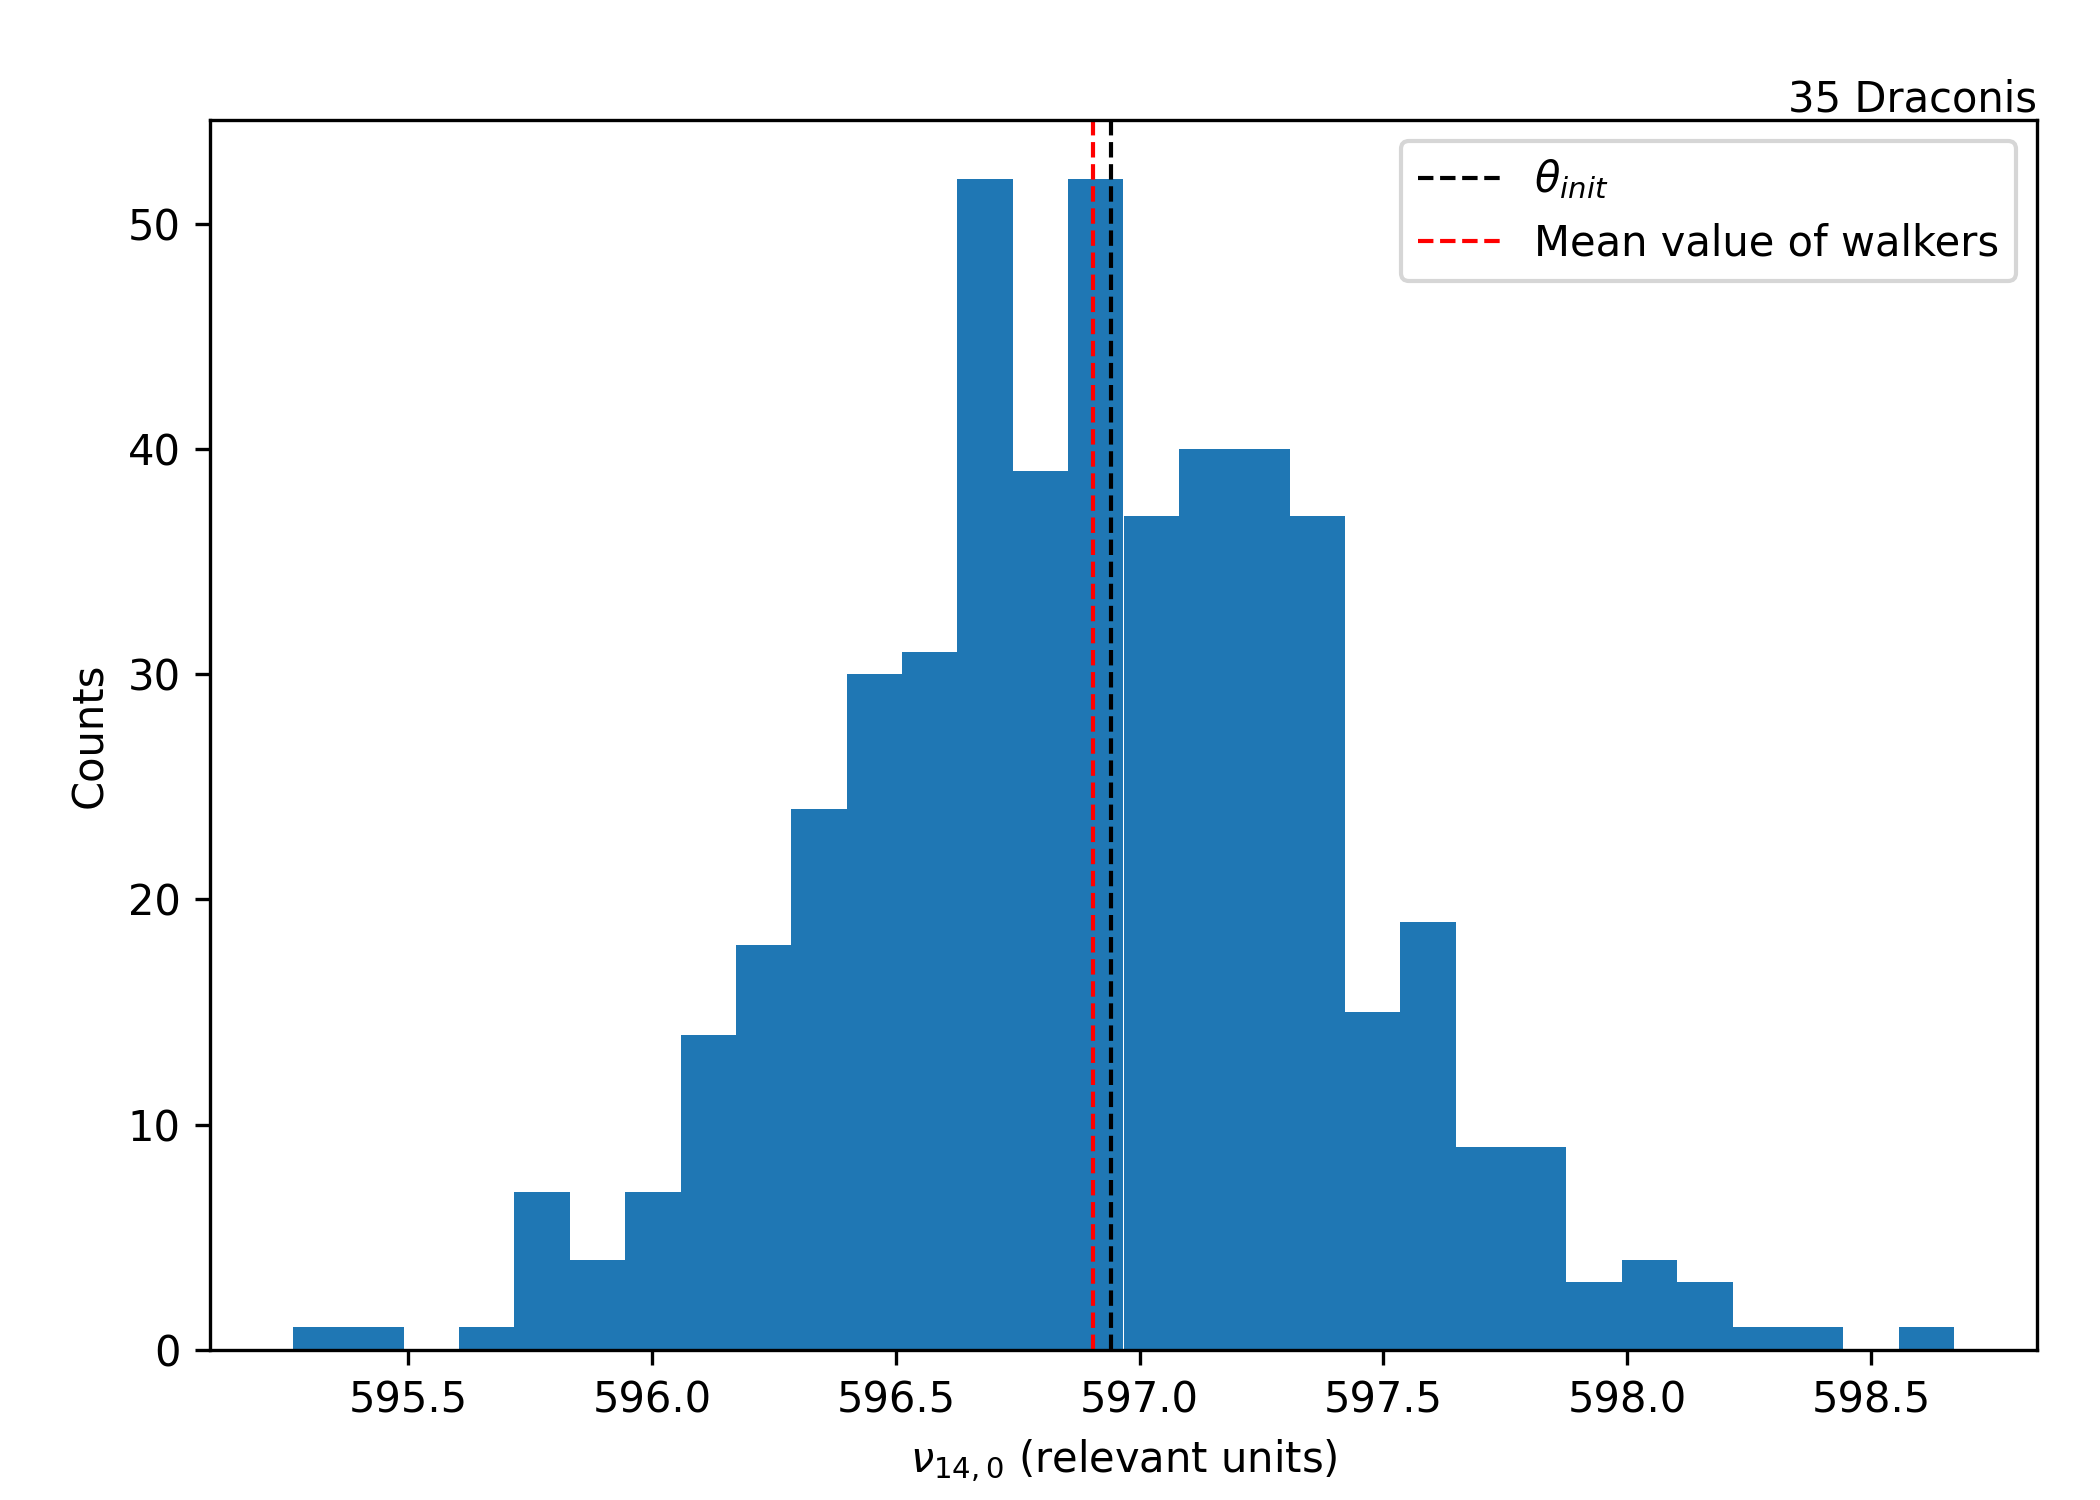 35 Draconis
θ_init
Mean value of walkers
50
40
30
20
10
0
Counts
595.5 596.0 596.5 597.0 597.5 598.0 598.5
ν_14, 0 (relevant units)